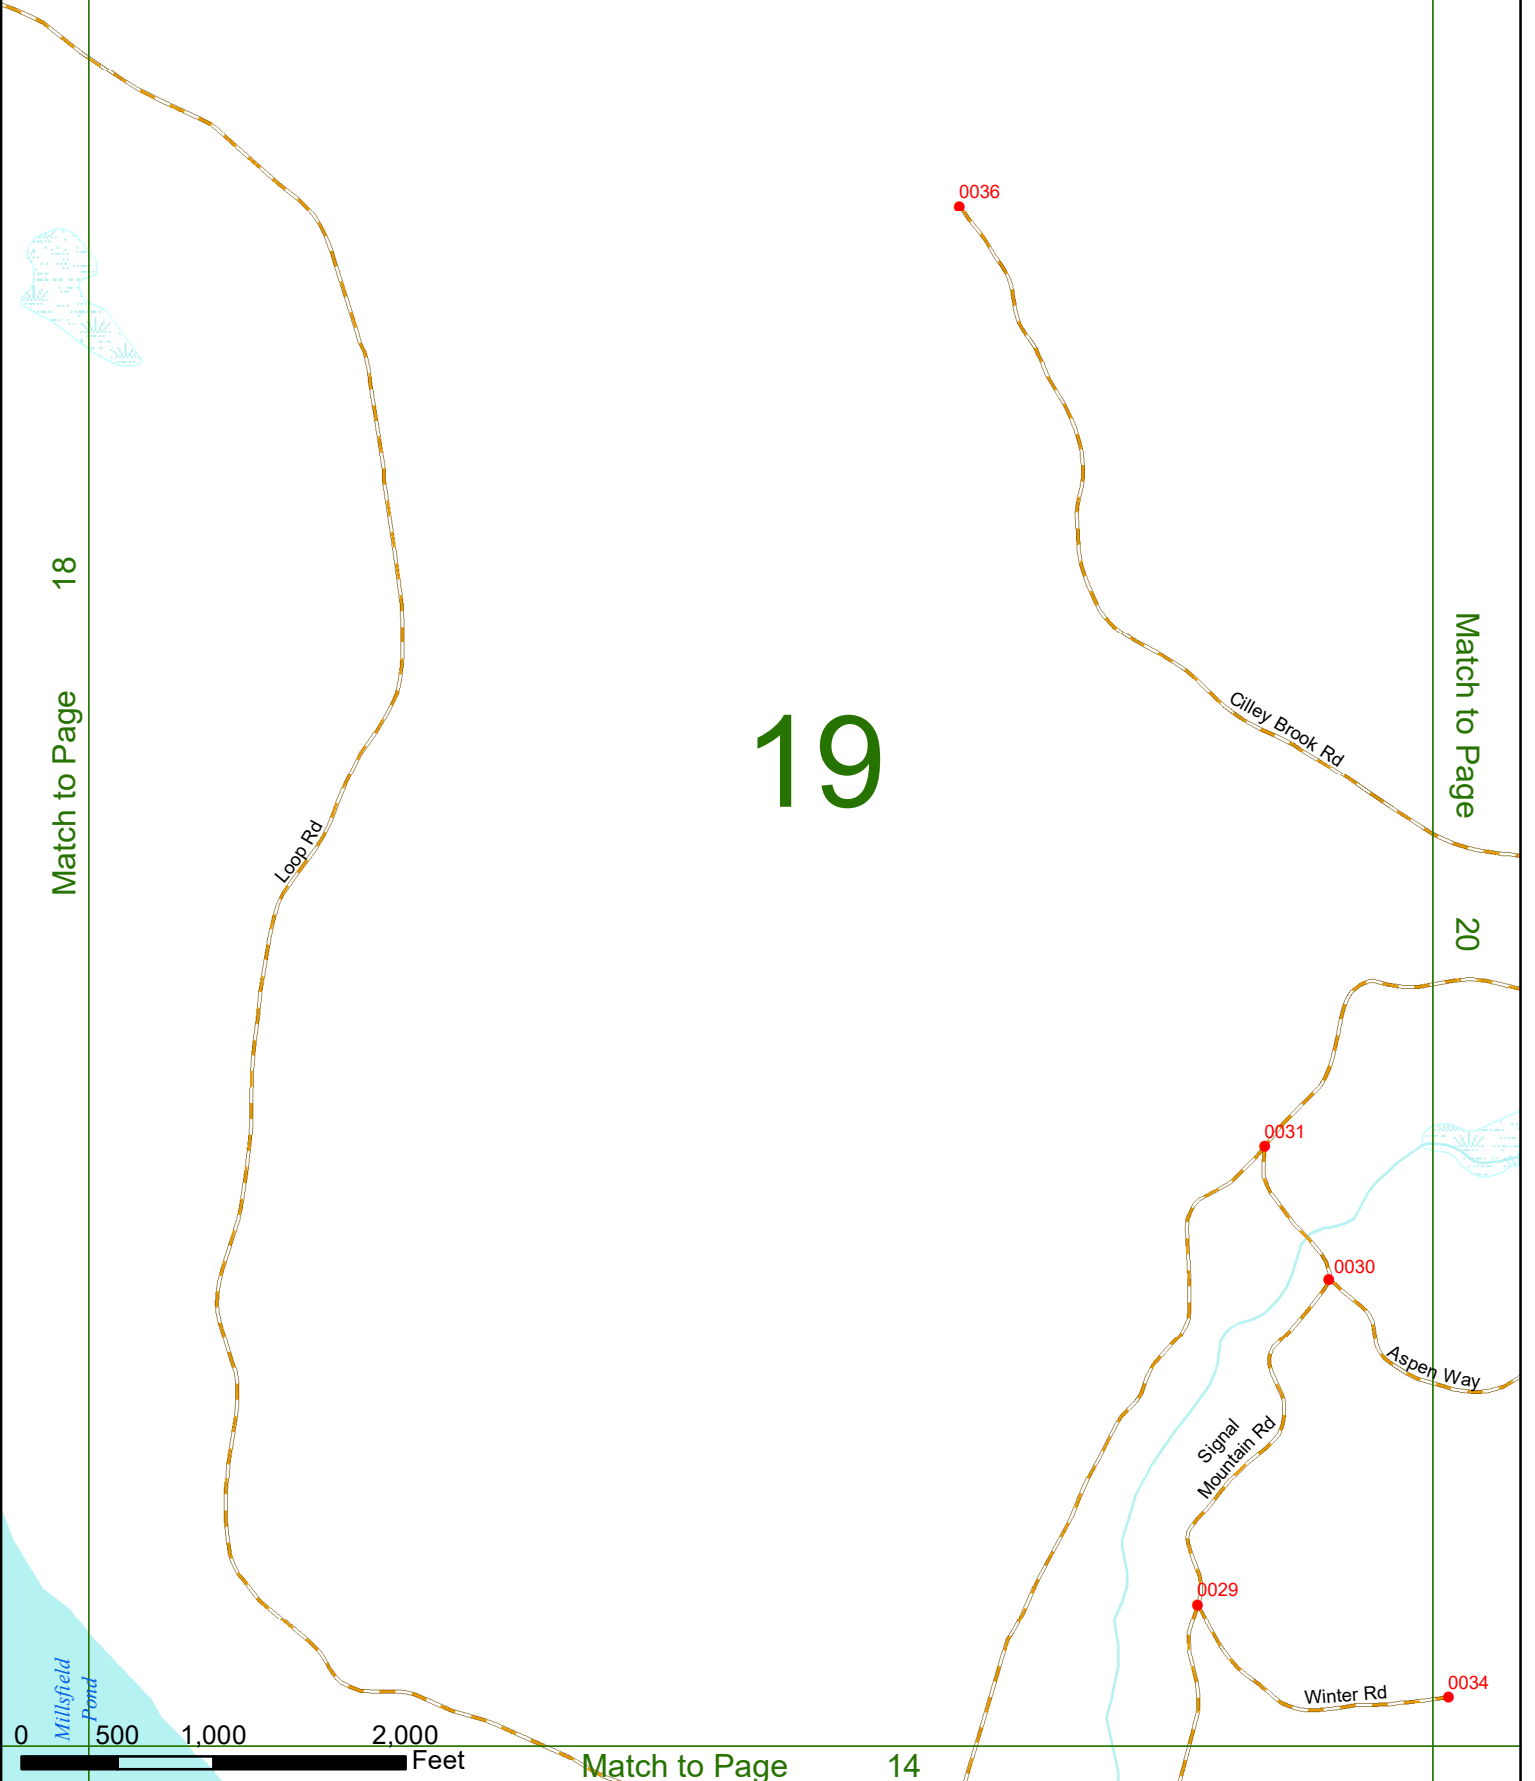 0036
18
Match to Page
Match to Page
20
19
Cilley Brook Rd
Loop Rd
0031
0030
Aspen Way
Signal
Mountain Rd
0029
0034
Winter Rd
Millsfield
Pond
0 500 1,000 2,000
Feet
Match to Page 14